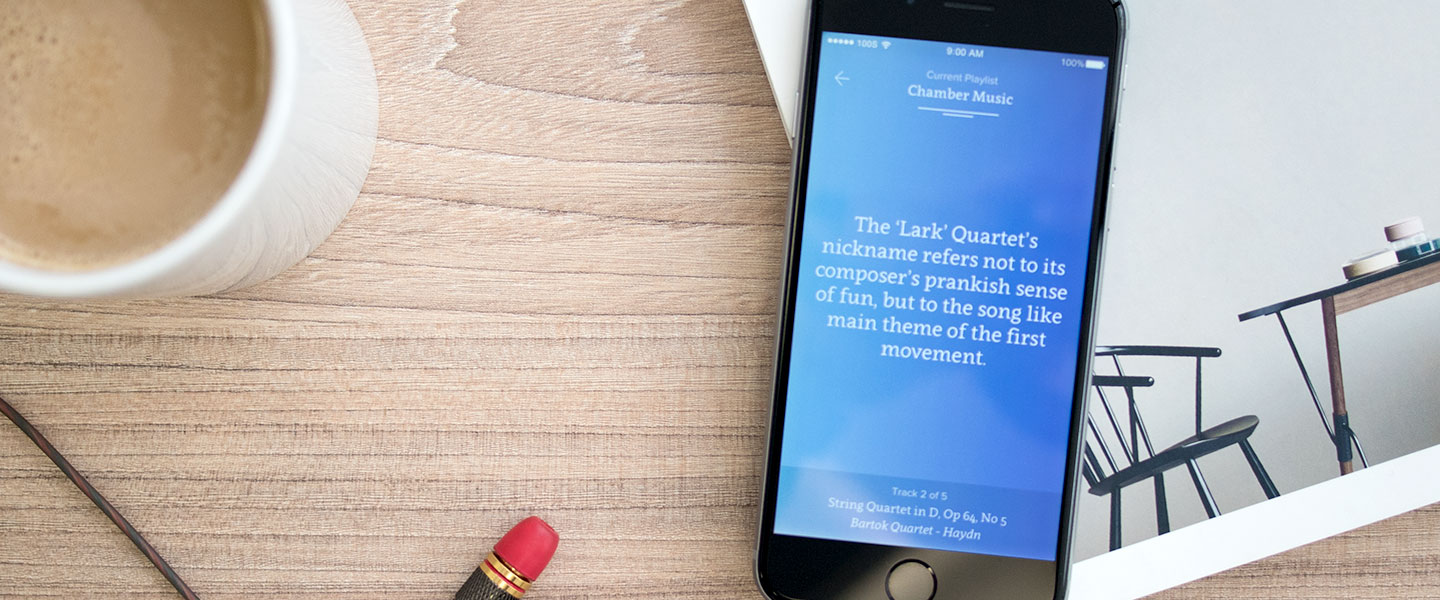 100S 9:00 AM 100%
Current Playlist
Chamber Music
The ‘Lark’ Quartet’s
nickname refers not to its
composer’s prankish sense
of fun, but to the song like
main theme of the first
movement.
Track 2 of 5
String Quartet in D, Op 64, No 5
Bartok Quartet - Haydn